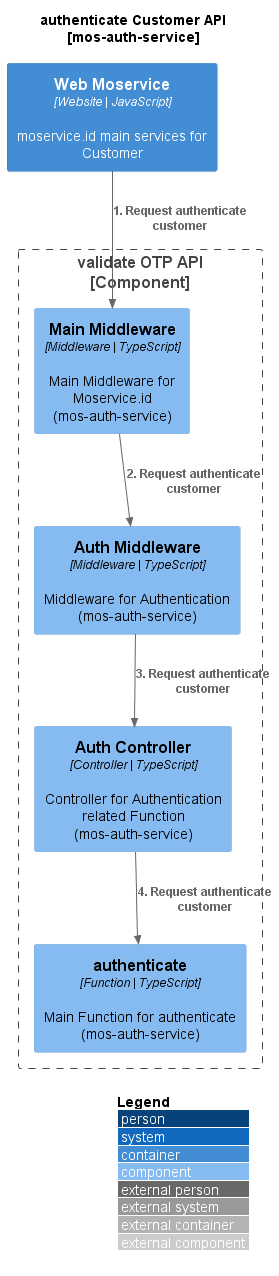 authenticate Customer API
[mos-auth-service]
Web Moservice
[Website | JavaScript]
moservice.id main services for
Customer
1. Request authenticate
customer
validate OTP API
[Component]
Main Middleware
[Middleware | TypeScript]
Main Middleware for
Moservice.id
(mos-auth-service)
2. Request authenticate
customer
Auth Middleware
[Middleware | TypeScript]
Middleware for Authentication
(mos-auth-service)
3. Request authenticate
customer
Auth Controller
[Controller | TypeScript]
Controller for Authentication
related Function
(mos-auth-service)
4. Request authenticate
customer
authenticate
[Function | TypeScript]
Main Function for authenticate
(mos-auth-service)
Legend
person
system
container
component
external person
external system
external container
external component